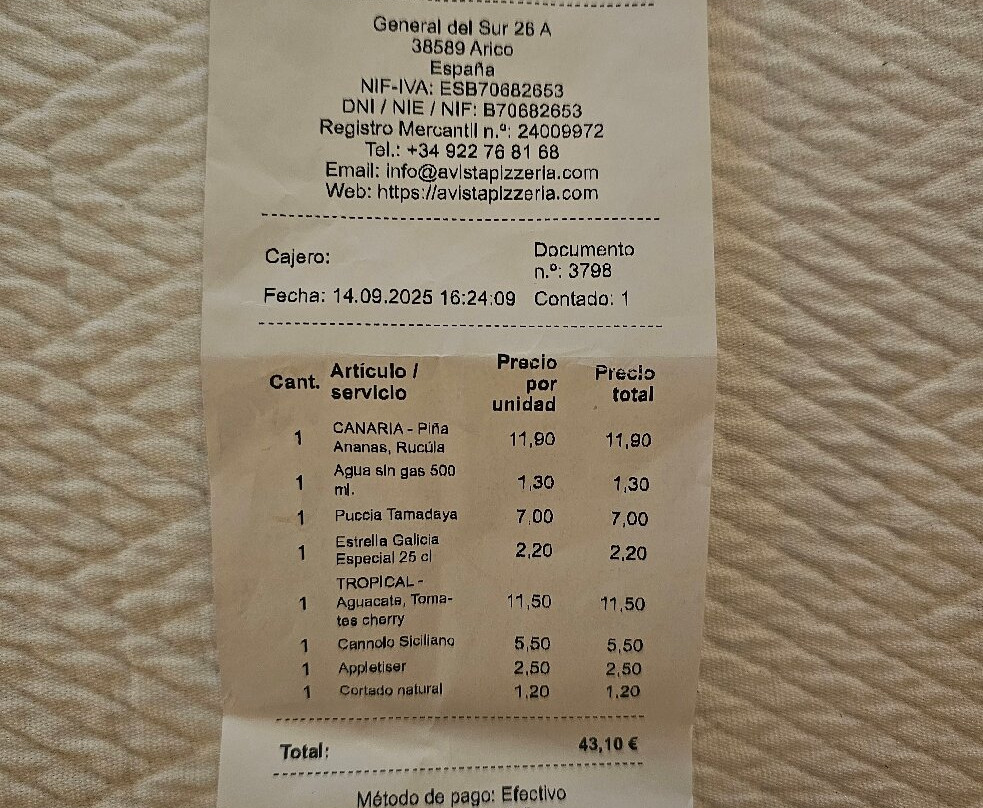 General del Sur 26 A
38589 Arico
España
NIF-IVA: ESB70682653
DNI / NIE / NIF: B70682653
Registro Mercantil n.º: 24009972
Tel.: +34 922 76 81 68
Email: info@avistapizzeria.com
Web: https://avistapizzeria.com
Cajero:
Documento
n.º: 3798
Fecha: 14.09.2025 16:24:09 Contado: 1
Cant. Artículo / servicio Precio por unidad Precio total
1 CANARIA - Piña 11,90 11,90
Ananas, Rucúla
1 Agua sin gas 500 1,30 1,30
ml.
1 Puccia Tamadaya 7,00 7,00
1 Estrella Galicia 2,20 2,20
Especial 25 cl
TROPICAL -
1 Aguacate, Toma- 11,50 11,50
tes cherry
1 Cannolo Siciliano 5,50 5,50
1 Appletiser 2,50 2,50
1 Cortado natural 1,20 1,20
Total: 43,10 €
Método de pago: Efectivo